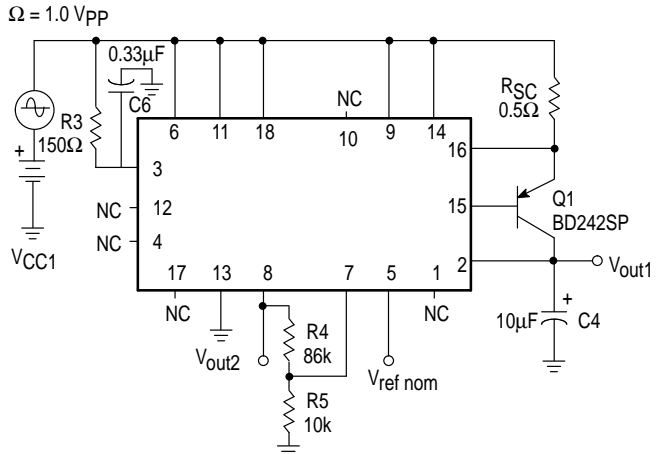 Ω = 1.0 VPP
0.33µF
C6
R3
150Ω
VCC1
RSC
0.5Ω
NC
6
11
18
10
9
14
3
16
NC
12
15
Q1
BD242SP
NC
4
2
Vout1
17
13
8
7
5
1
NC
NC
10µF
C4
Vout2
R4
86k
Vref nom
R5
10k
+
+